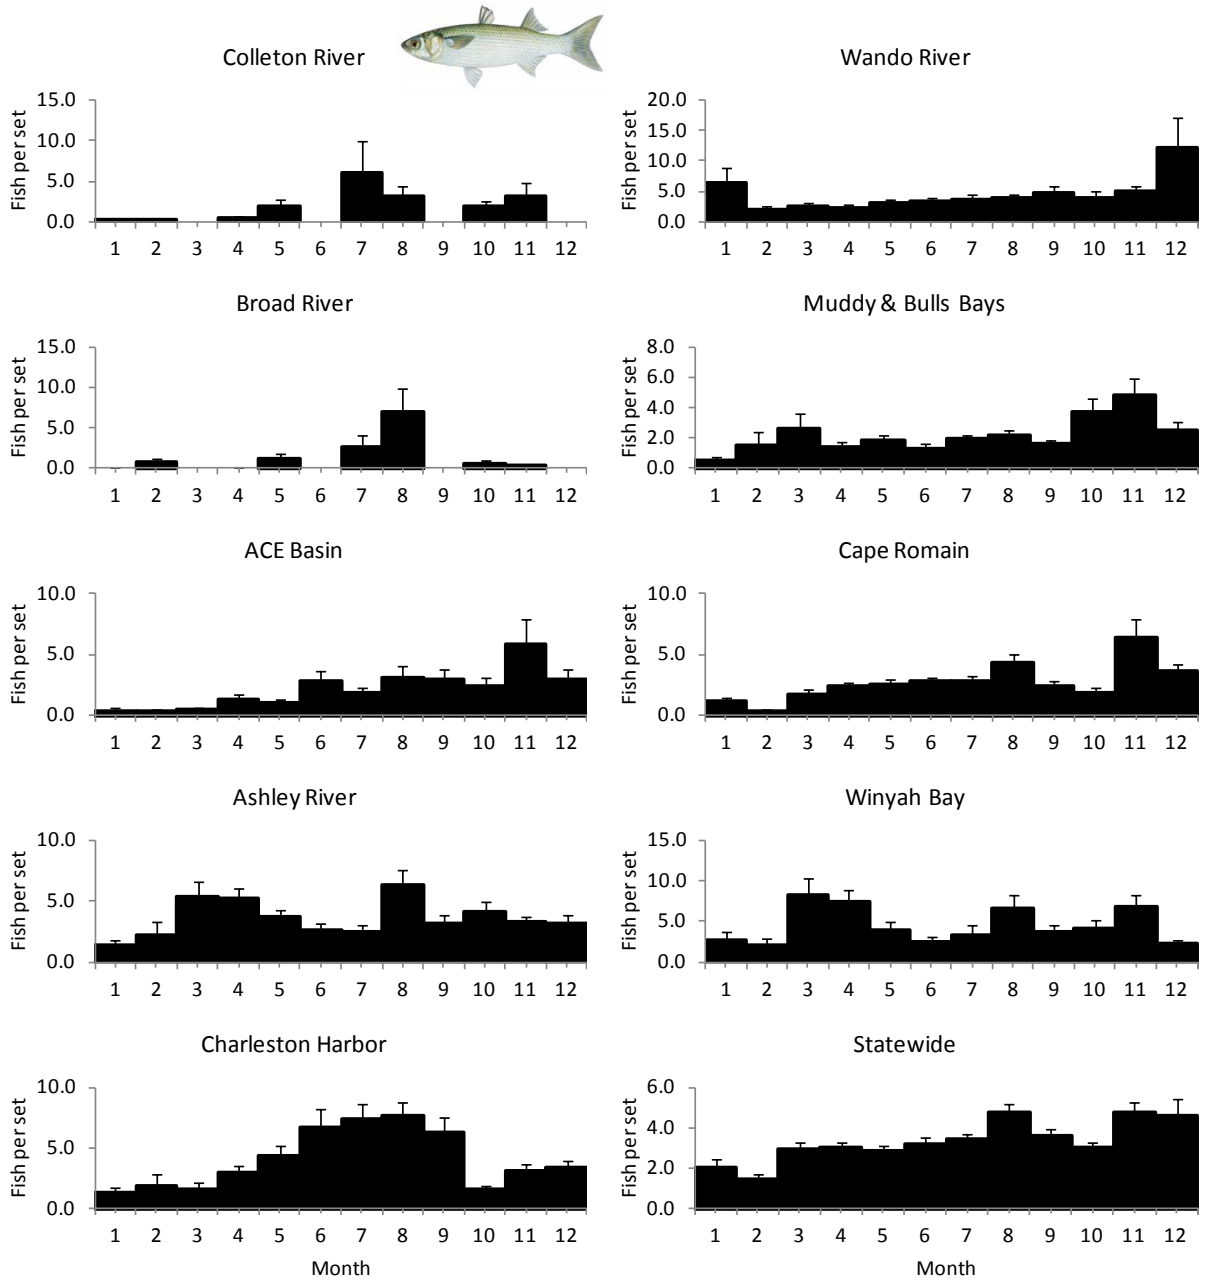 Colleton River
Fish per set
15.0
10.0
5.0
0.0
1 2 3 4 5 6 7 8 9 10 11 12
Wando River
Fish per set
20.0
15.0
10.0
5.0
0.0
1 2 3 4 5 6 7 8 9 10 11 12
Broad River
Fish per set
15.0
10.0
5.0
0.0
1 2 3 4 5 6 7 8 9 10 11 12
Muddy & Bulls Bays
Fish per set
8.0
6.0
4.0
2.0
0.0
1 2 3 4 5 6 7 8 9 10 11 12
ACE Basin
Fish per set
10.0
5.0
0.0
1 2 3 4 5 6 7 8 9 10 11 12
Cape Romain
Fish per set
10.0
5.0
0.0
1 2 3 4 5 6 7 8 9 10 11 12
Ashley River
Fish per set
10.0
5.0
0.0
1 2 3 4 5 6 7 8 9 10 11 12
Winyah Bay
Fish per set
15.0
10.0
5.0
0.0
1 2 3 4 5 6 7 8 9 10 11 12
Charleston Harbor
Fish per set
10.0
5.0
0.0
1 2 3 4 5 6 7 8 9 10 11 12
Month
Statewide
Fish per set
6.0
4.0
2.0
0.0
1 2 3 4 5 6 7 8 9 10 11 12
Month